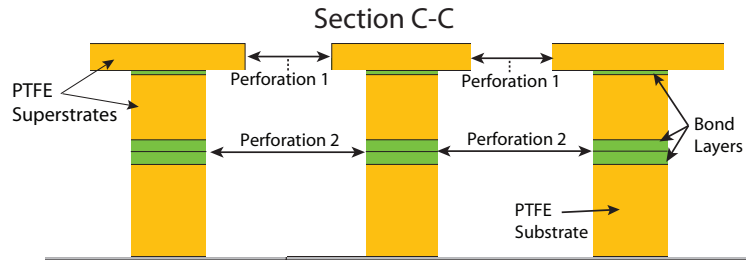 Section C-C
Perforation 1
Perforation 1
PTFE
Superstrates
Perforation 2
Perforation 2
Bond
Layers
PTFE
Substrate